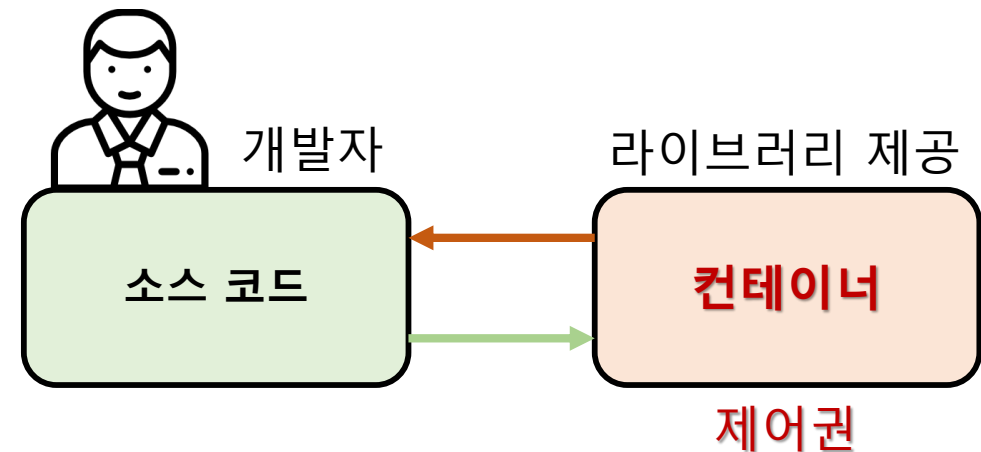 개발자
라이브러리 제공
소스 코드
컨테이너
제어권